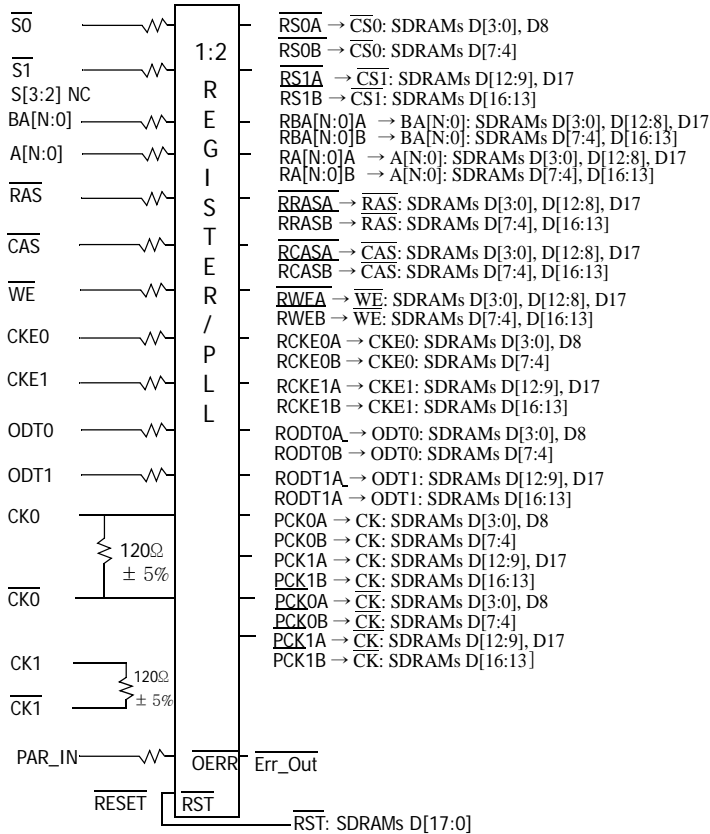 S0
S1
S[3:2] NC
BA[N:0]
A[N:0]
RAS
CAS
WE
CKE0
CKE1
ODT0
ODT1
CK0
120Ω
± 5%
CK0
CK1
120Ω
± 5%
CK1
PAR_IN
RESET
1:2
R
E
G
I
S
T
E
R
/
P
L
L
OERR
RST
RS0A → CS0: SDRAMs D[3:0], D8
RS0B → CS0: SDRAMs D[7:4]
RS1A → CS1: SDRAMs D[12:9], D17
RS1B → CS1: SDRAMs D[16:13]
RBA[N:0]A → BA[N:0]: SDRAMs D[3:0], D[12:8], D17
RBA[N:0]B → BA[N:0]: SDRAMs D[7:4], D[16:13]
RA[N:0]A → A[N:0]: SDRAMs D[3:0], D[12:8], D17
RA[N:0]B → A[N:0]: SDRAMs D[7:4], D[16:13]
RRASA → RAS: SDRAMs D[3:0], D[12:8], D17
RRASB → RAS: SDRAMs D[7:4], D[16:13]
RCASA → CAS: SDRAMs D[3:0], D[12:8], D17
RCASB → CAS: SDRAMs D[7:4], D[16:13]
RWEA → WE: SDRAMs D[3:0], D[12:8], D17
RWEB → WE: SDRAMs D[7:4], D[16:13]
RCKE0A → CKE0: SDRAMs D[3:0], D8
RCKE0B → CKE0: SDRAMs D[7:4]
RCKE1A → CKE1: SDRAMs D[12:9], D17
RCKE1B → CKE1: SDRAMs D[16:13]
RODT0A → ODT0: SDRAMs D[3:0], D8
RODT0B → ODT0: SDRAMs D[7:4]
RODT1A → ODT1: SDRAMs D[12:9], D17
RODT1A → ODT1: SDRAMs D[16:13]
PCK0A → CK: SDRAMs D[3:0], D8
PCK0B → CK: SDRAMs D[7:4]
PCK1A → CK: SDRAMs D[12:9], D17
PCK1B → CK: SDRAMs D[16:13]
PCK0A → CK: SDRAMs D[3:0], D8
PCK0B → CK: SDRAMs D[7:4]
PCK1A → CK: SDRAMs D[12:9], D17
PCK1B → CK: SDRAMs D[16:13]
Err_Out
RST: SDRAMs D[17:0]